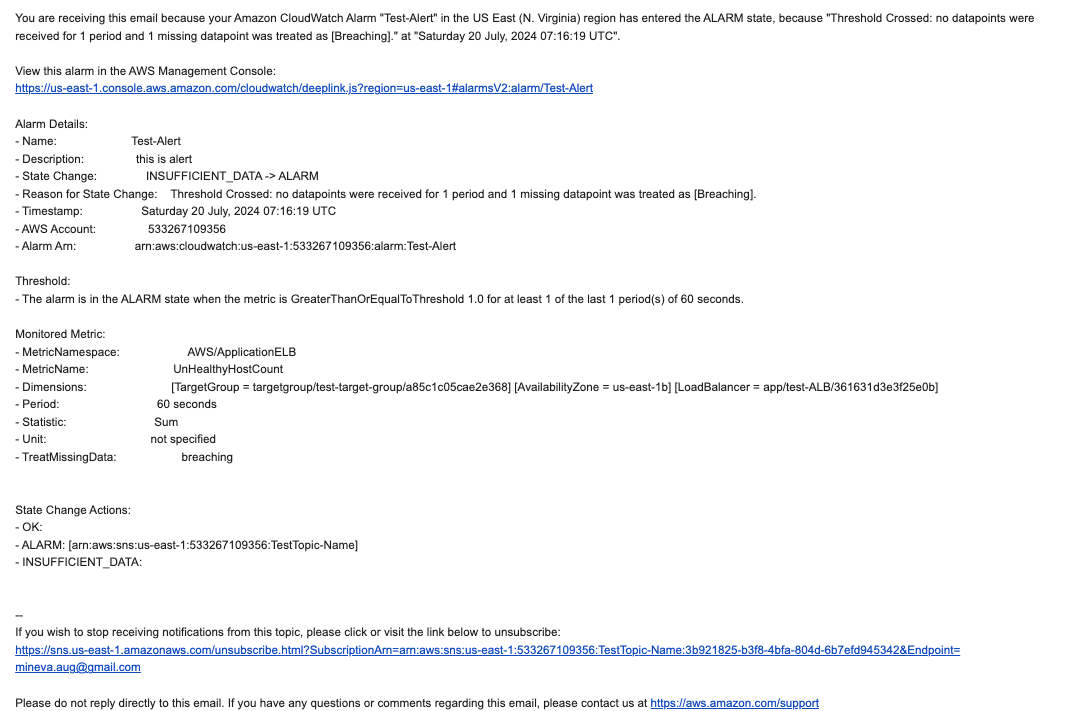 You are receiving this email because your Amazon CloudWatch Alarm "Test-Alert" in the US East (N. Virginia) region has entered the ALARM state, because "Threshold Crossed: no datapoints were
received for 1 period and 1 missing datapoint was treated as [Breaching]." at "Saturday 20 July, 2024 07:16:19 UTC".
View this alarm in the AWS Management Console:
https://us-east-1.console.aws.amazon.com/cloudwatch/deeplink.js?region=us-east-1#alarmsV2:alarm/Test-Alert
Alarm Details:
- Name: Test-Alert
- Description: this is alert
- State Change: INSUFFICIENT_DATA -> ALARM
- Reason for State Change: Threshold Crossed: no datapoints were received for 1 period and 1 missing datapoint was treated as [Breaching].
- Timestamp: Saturday 20 July, 2024 07:16:19 UTC
- AWS Account: 533267109356
- Alarm Arn: arn:aws:cloudwatch:us-east-1:533267109356:alarm:Test-Alert
Threshold:
- The alarm is in the ALARM state when the metric is GreaterThanOrEqualToThreshold 1.0 for at least 1 of the last 1 period(s) of 60 seconds.
Monitored Metric:
- MetricNamespace: AWS/ApplicationELB
- MetricName: UnHealthyHostCount
- Dimensions: [TargetGroup = targetgroup/test-target-group/a85c1c05cae2e368] [AvailabilityZone = us-east-1b] [LoadBalancer = app/test-ALB/361631d3e3f25e0b]
- Period: 60 seconds
- Statistic: Sum
- Unit: not specified
- TreatMissingData: breaching
State Change Actions:
- OK:
- ALARM: [arn:aws:sns:us-east-1:533267109356:TestTopic-Name]
- INSUFFICIENT_DATA:
--
If you wish to stop receiving notifications from this topic, please click or visit the link below to unsubscribe:
https://sns.us-east-1.amazonaws.com/unsubscribe.html?SubscriptionArn=arn:aws:sns:us-east-1:533267109356:TestTopic-Name:3b921825-b3f8-4bfa-804d-6b7efd945342&Endpoint=
mineva.aug@gmail.com
Please do not reply directly to this email. If you have any questions or comments regarding this email, please contact us at https://aws.amazon.com/support